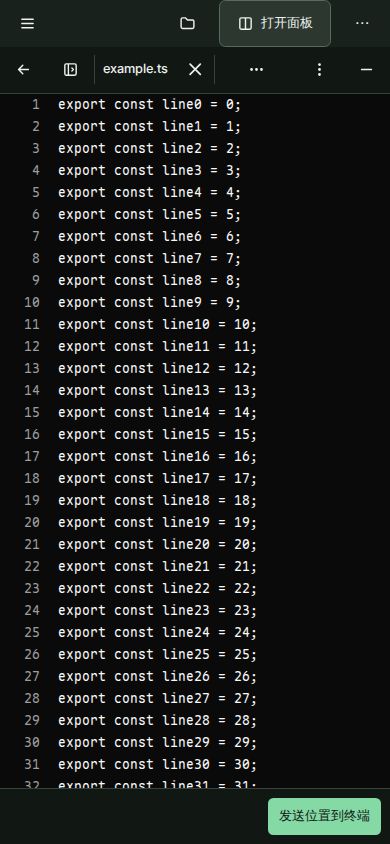 打开面板
example.ts
1 export const line0 = 0;
2 export const line1 = 1;
3 export const line2 = 2;
4 export const line3 = 3;
5 export const line4 = 4;
6 export const line5 = 5;
7 export const line6 = 6;
8 export const line7 = 7;
9 export const line8 = 8;
10 export const line9 = 9;
11 export const line10 = 10;
12 export const line11 = 11;
13 export const line12 = 12;
14 export const line13 = 13;
15 export const line14 = 14;
16 export const line15 = 15;
17 export const line16 = 16;
18 export const line17 = 17;
19 export const line18 = 18;
20 export const line19 = 19;
21 export const line20 = 20;
22 export const line21 = 21;
23 export const line22 = 22;
24 export const line23 = 23;
25 export const line24 = 24;
26 export const line25 = 25;
27 export const line26 = 26;
28 export const line27 = 27;
29 export const line28 = 28;
30 export const line29 = 29;
31 export const line30 = 30;
32 export const line31 = 31;
发送位置到终端